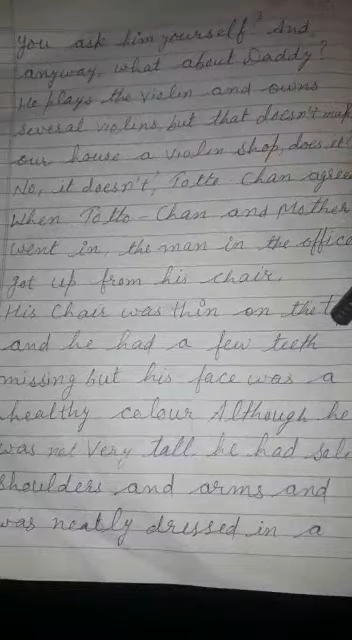 you ask him yourself? And
anyway, what about Daddy?
He plays the violin and owns
several violins, but that doesn't mak
our house a violin shop, does it?
No, it doesn't, Totto-Chan agree
When Totto-Chan and Mother
went in, the man in the office
got up from his chair.
His Chair was thin on the t
and he had a few teeth
missing but his face was a
healthy colour Although he
was not very tall he had soli
shoulders and arms and
was neatly dressed in a